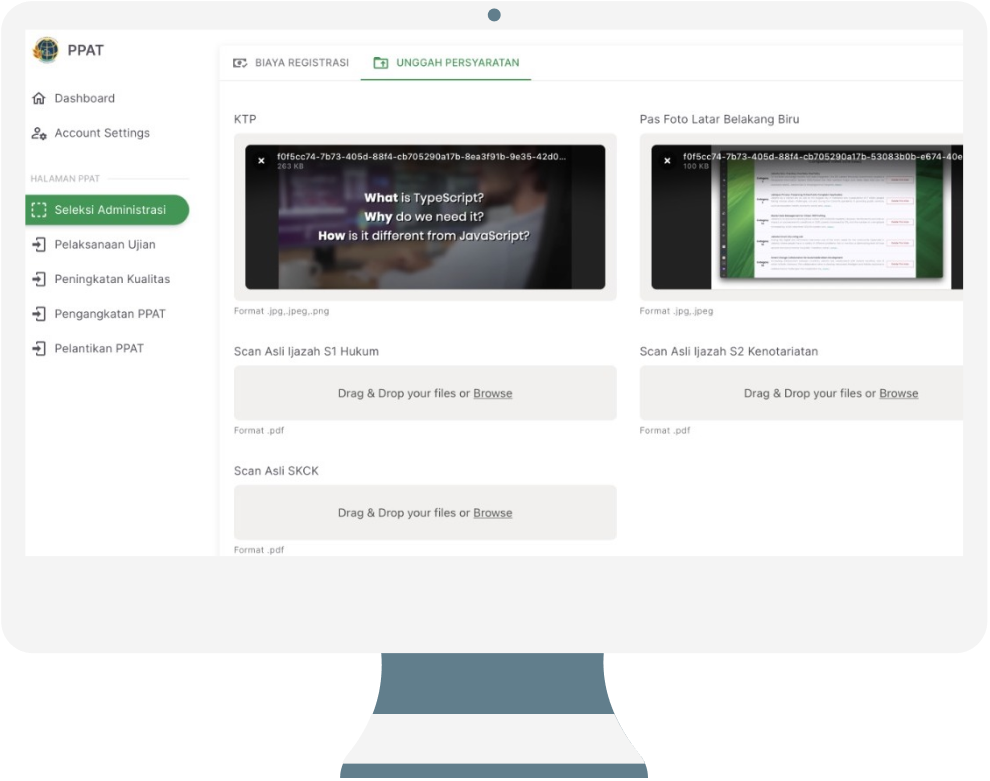 PPAT
BIAYA REGISTRASI
UNGGAH PERSYARATAN
Dashboard
Account Settings
HALAMAN PPAT
Seleksi Administrasi
Pelaksanaan Ujian
Peningkatan Kualitas
Pengangkatan PPAT
Pelantikan PPAT
KTP
f0f5cc74-7b73-405d-88f4-cb705290a17b-8ea3f91b-9e35-42d0...
263 KB
What is TypeScript?
Why do we need it?
How is it different from JavaScript?
Format .jpg,.jpeg,.png
Pas Foto Latar Belakang Biru
f0f5cc74-7b73-405d-88f4-cb705290a17b-53083b0b-e674-40e
100 KB
Format .jpg,.jpeg
Scan Asli Ijazah S1 Hukum
Drag & Drop your files or Browse
Format .pdf
Scan Asli Ijazah S2 Kenotariatan
Drag & Drop your files or Browse
Format .pdf
Scan Asli SKCK
Drag & Drop your files or Browse
Format .pdf